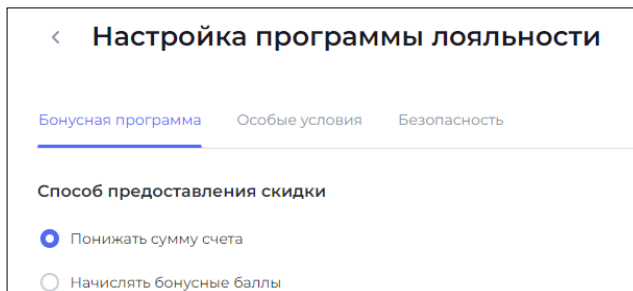 Настройка программы лояльности
Бонусная программа Особые условия Безопасность
Способ предоставления скидки
Понижать сумму счета
Начислять бонусные баллы